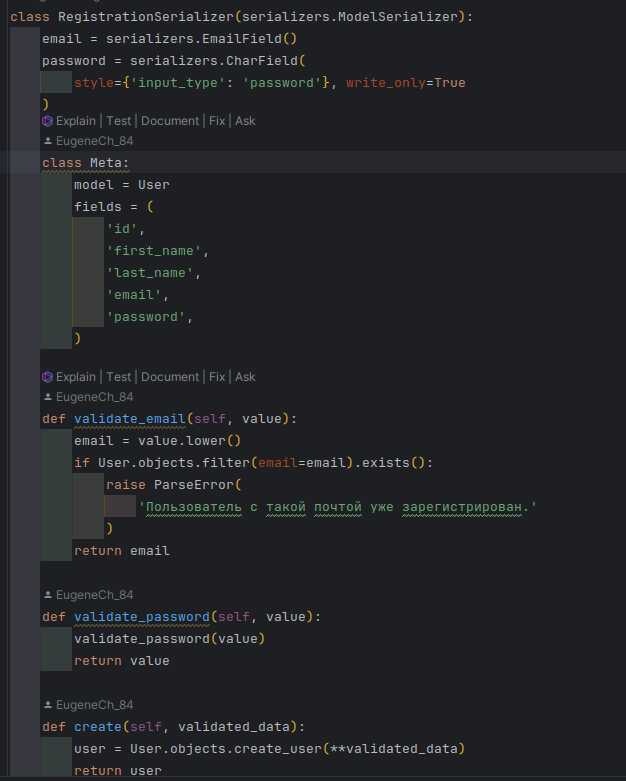 class RegistrationSerializer(serializers.ModelSerializer):
    email = serializers.EmailField()
    password = serializers.CharField(
        style={'input_type': 'password'}, write_only=True
    )
    Explain | Test | Document | Fix | Ask
    EugeneCh_84
    class Meta:
        model = User
        fields = (
            'id',
            'first_name',
            'last_name',
            'email',
            'password',
        )
    Explain | Test | Document | Fix | Ask
    EugeneCh_84
    def validate_email(self, value):
        email = value.lower()
        if User.objects.filter(email=email).exists():
            raise ParseError(
                'Пользователь с такой почтой уже зарегистрирован.'
            )
        return email
    EugeneCh_84
    def validate_password(self, value):
        validate_password(value)
        return value
    EugeneCh_84
    def create(self, validated_data):
        user = User.objects.create_user(**validated_data)
        return user